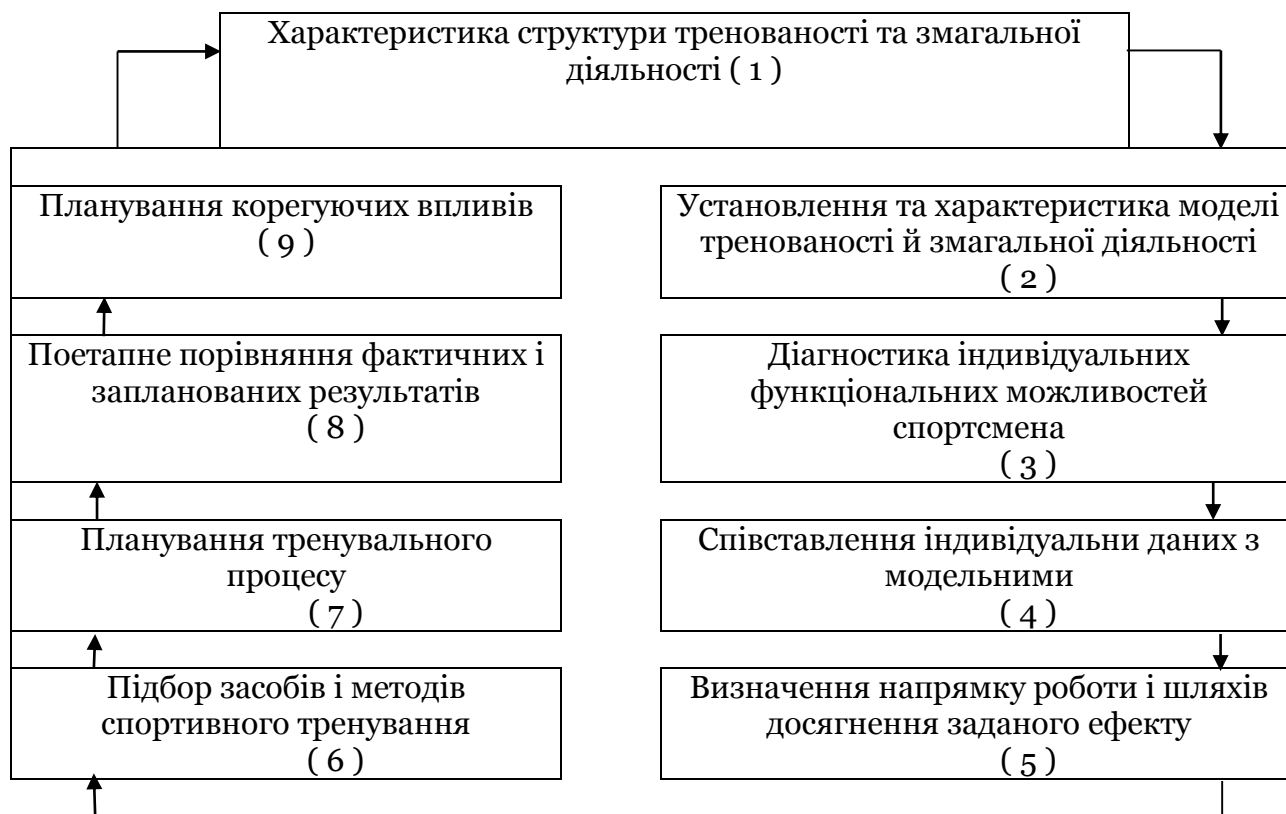 Характеристика структури тренованості та змагальної
діяльності ( 1 )
Установлення та характеристика моделі
тренованості й змагальної діяльності
( 2 )
Діагностика індивідуальних
функціональних можливостей
спортсмена
( 3 )
Співставлення індивідуальни даних з
модельними
( 4 )
Визначення напрямку роботи і шляхів
досягнення заданого ефекту
( 5 )
Підбор засобів і методів
спортивного тренування
( 6 )
Планування тренувального
процесу
( 7 )
Поетапне порівняння фактичних і
запланованих результатів
( 8 )
Планування корегуючих впливів
( 9 )